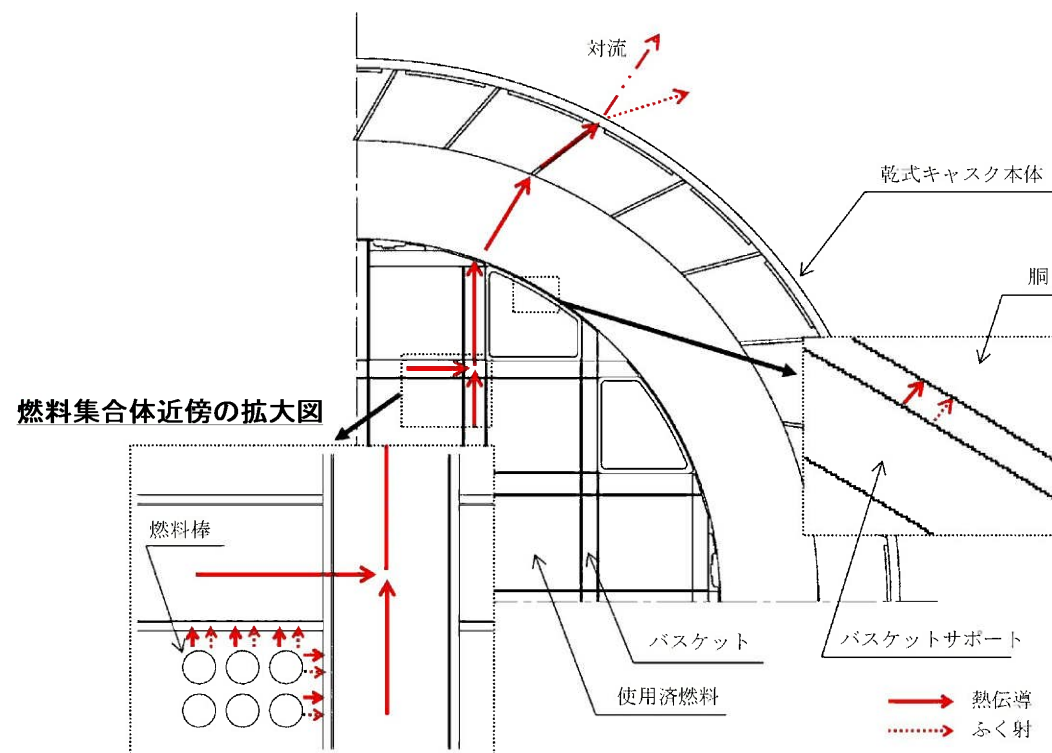 対流
乾式キャスク本体
胴
燃料集合体近傍の拡大図
燃料棒
バスケット
バスケットサポート
使用済燃料
熱伝導
ふく射